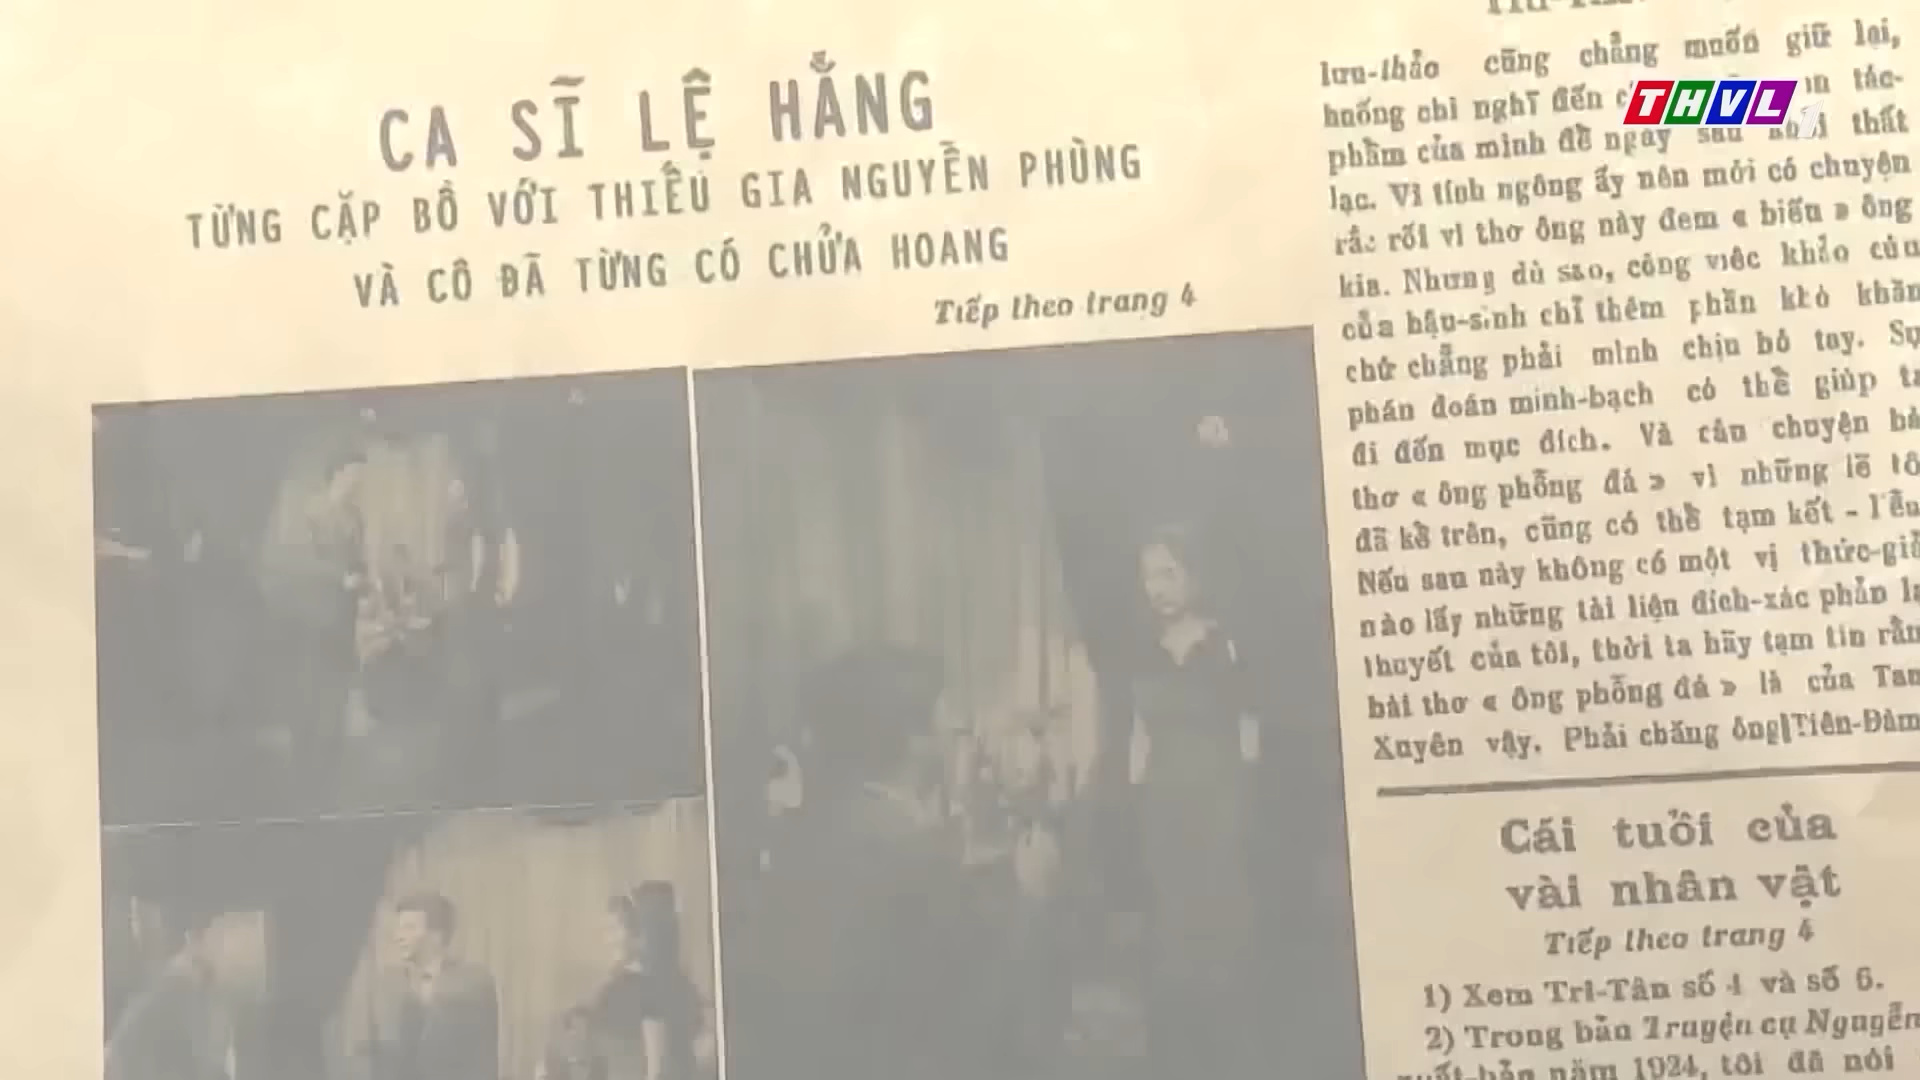 CA SĨ LỆ HẰNG
TỪNG CẶP BỒ VỚI THIẾU GIA NGUYỄN PHÙNG
VÀ CÔ ĐÃ TỪNG CÓ CHỬA HOANG
Tiếp theo trang 4
THVL1
lưu-thảo cũng chẳng muốn giữ lại,
huống chi nghĩ đến tác-
phẩm của mình để ngay sau khi thất
lạc. Vì tính ngông ấy nên mới có chuyện
rắc rối vì thơ ông này đem « biếu » ông
kia. Nhưng dù sao, công việc khảo của
của hậu-sinh chỉ thêm phần khó khăn
chứ chẳng phải mình chịu bó tay. Sự
phán đoán minh-bạch có thể giúp ta
đi đến mục đích. Và câu chuyện bài
thơ « ông phỗng đá » vì những lẽ tô
đã kể trên, cũng có thể tạm kết-
Nếu sau này không có một vị thức-giả
nào lấy những tài liệu đích-xác phản lạ
thuyết của tôi, thời ta hãy tạm tin rằn
bài thơ « ông phỗng đá » là của Tam
Xuyên vậy. Phải chăng ông Tiên-Đàm
Cái tuổi của
vài nhân vật
Tiếp theo trang 4
1) Xem Tri-Tân số 4 và số 6.
2) Trong bản Truyện cụ Nguyễn
xuất-bản năm 1924, tôi đã nói